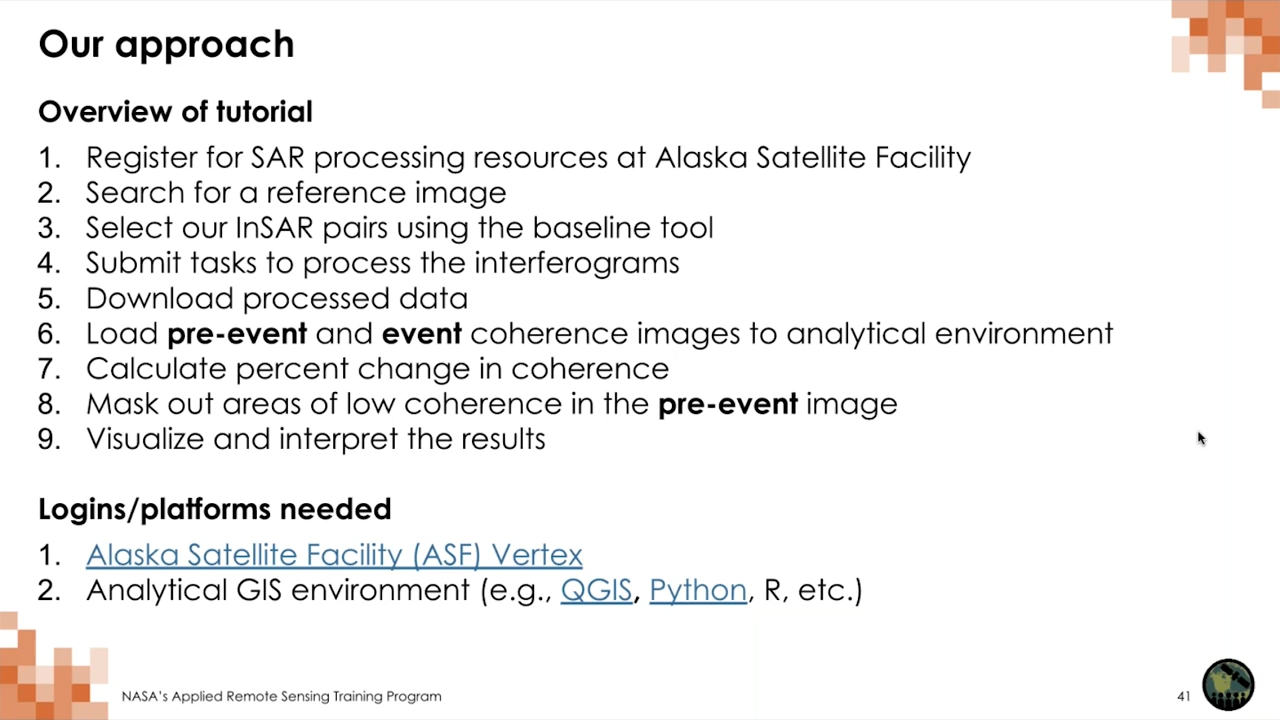 Our approach
Overview of tutorial
1. Register for SAR processing resources at Alaska Satellite Facility
2. Search for a reference image
3. Select our InSAR pairs using the baseline tool
4. Submit tasks to process the interferograms
5. Download processed data
6. Load pre-event and event coherence images to analytical environment
7. Calculate percent change in coherence
8. Mask out areas of low coherence in the pre-event image
9. Visualize and interpret the results
Logins/platforms needed
1. Alaska Satellite Facility (ASF) Vertex
2. Analytical GIS environment (e.g., QGIS, Python, R, etc.)
NASA's Applied Remote Sensing Training Program
41